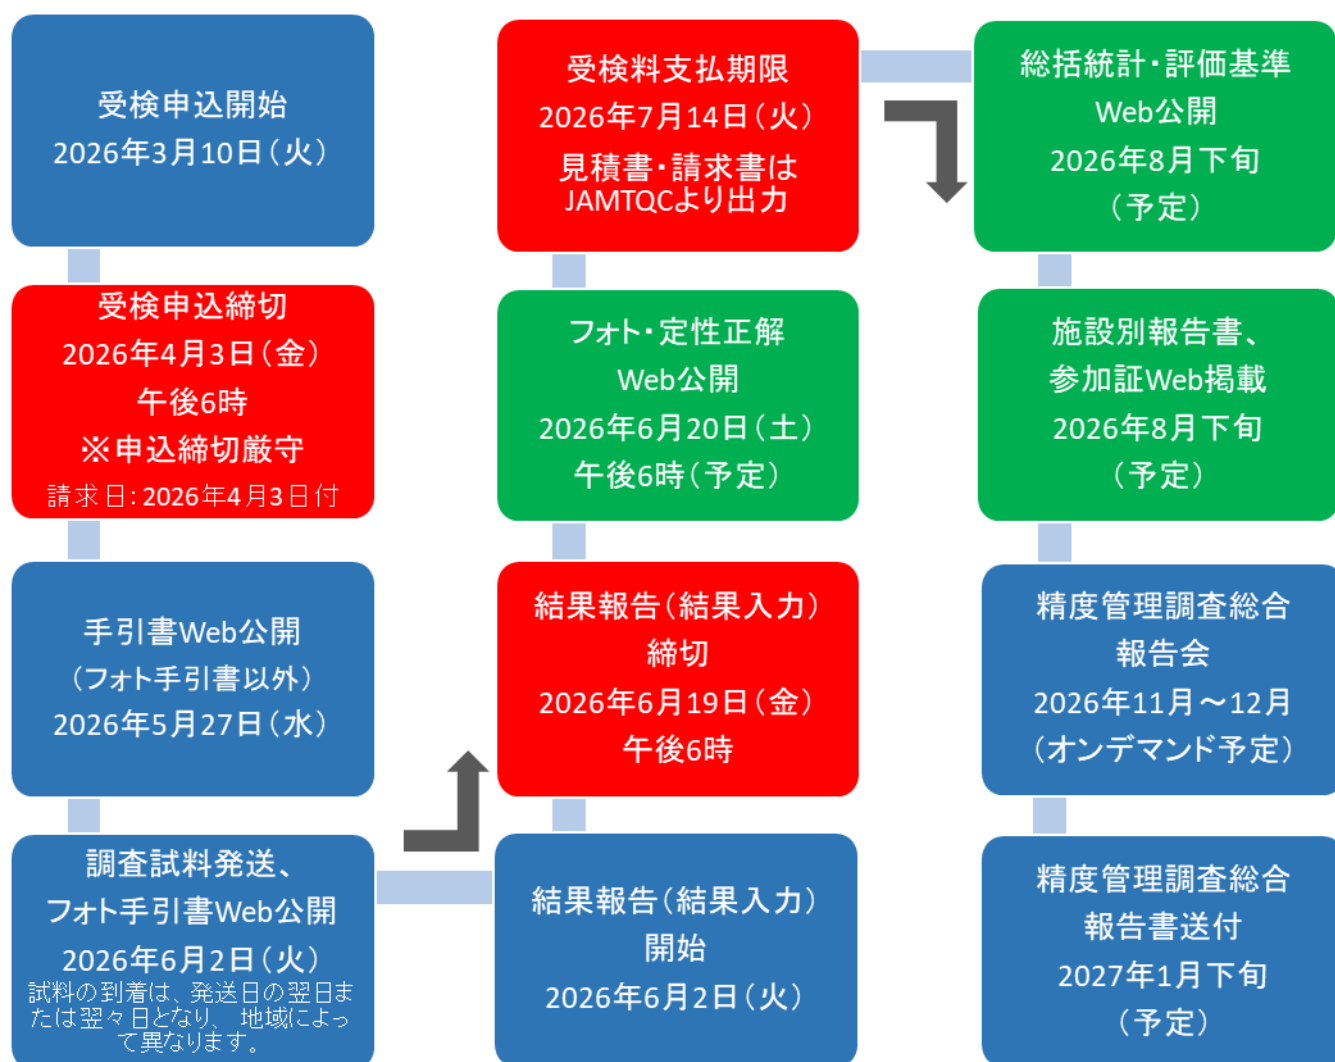 受検申込開始
2026年3月10日（火）
受検申込締切
2026年4月3日（金）
午後6時
※申込締切厳守
請求日：2026年4月3日付
手引書Web公開
（フォト手引書以外）
2026年5月27日（水）
調査試料発送、
フォト手引書Web公開
2026年6月2日（火）
試料の到着は、発送日の翌日ま
たは翌々日となり、 地域によっ
て異なります。
結果報告（結果入力）
開始
2026年6月2日（火）
結果報告（結果入力）
締切
2026年6月19日（金）
午後6時
フォト・定性正解
Web公開
2026年6月20日（土）
午後6時（予定）
受検料支払期限
2026年7月14日（火）
見積書・請求書は
JAMTQCより出力
総括統計・評価基準
Web公開
2026年8月下旬
（予定）
施設別報告書、
参加証Web掲載
2026年8月下旬
（予定）
精度管理調査総合
報告会
2026年11月～12月
（オンデマンド予定）
精度管理調査総合
報告書送付
2027年1月下旬
（予定）